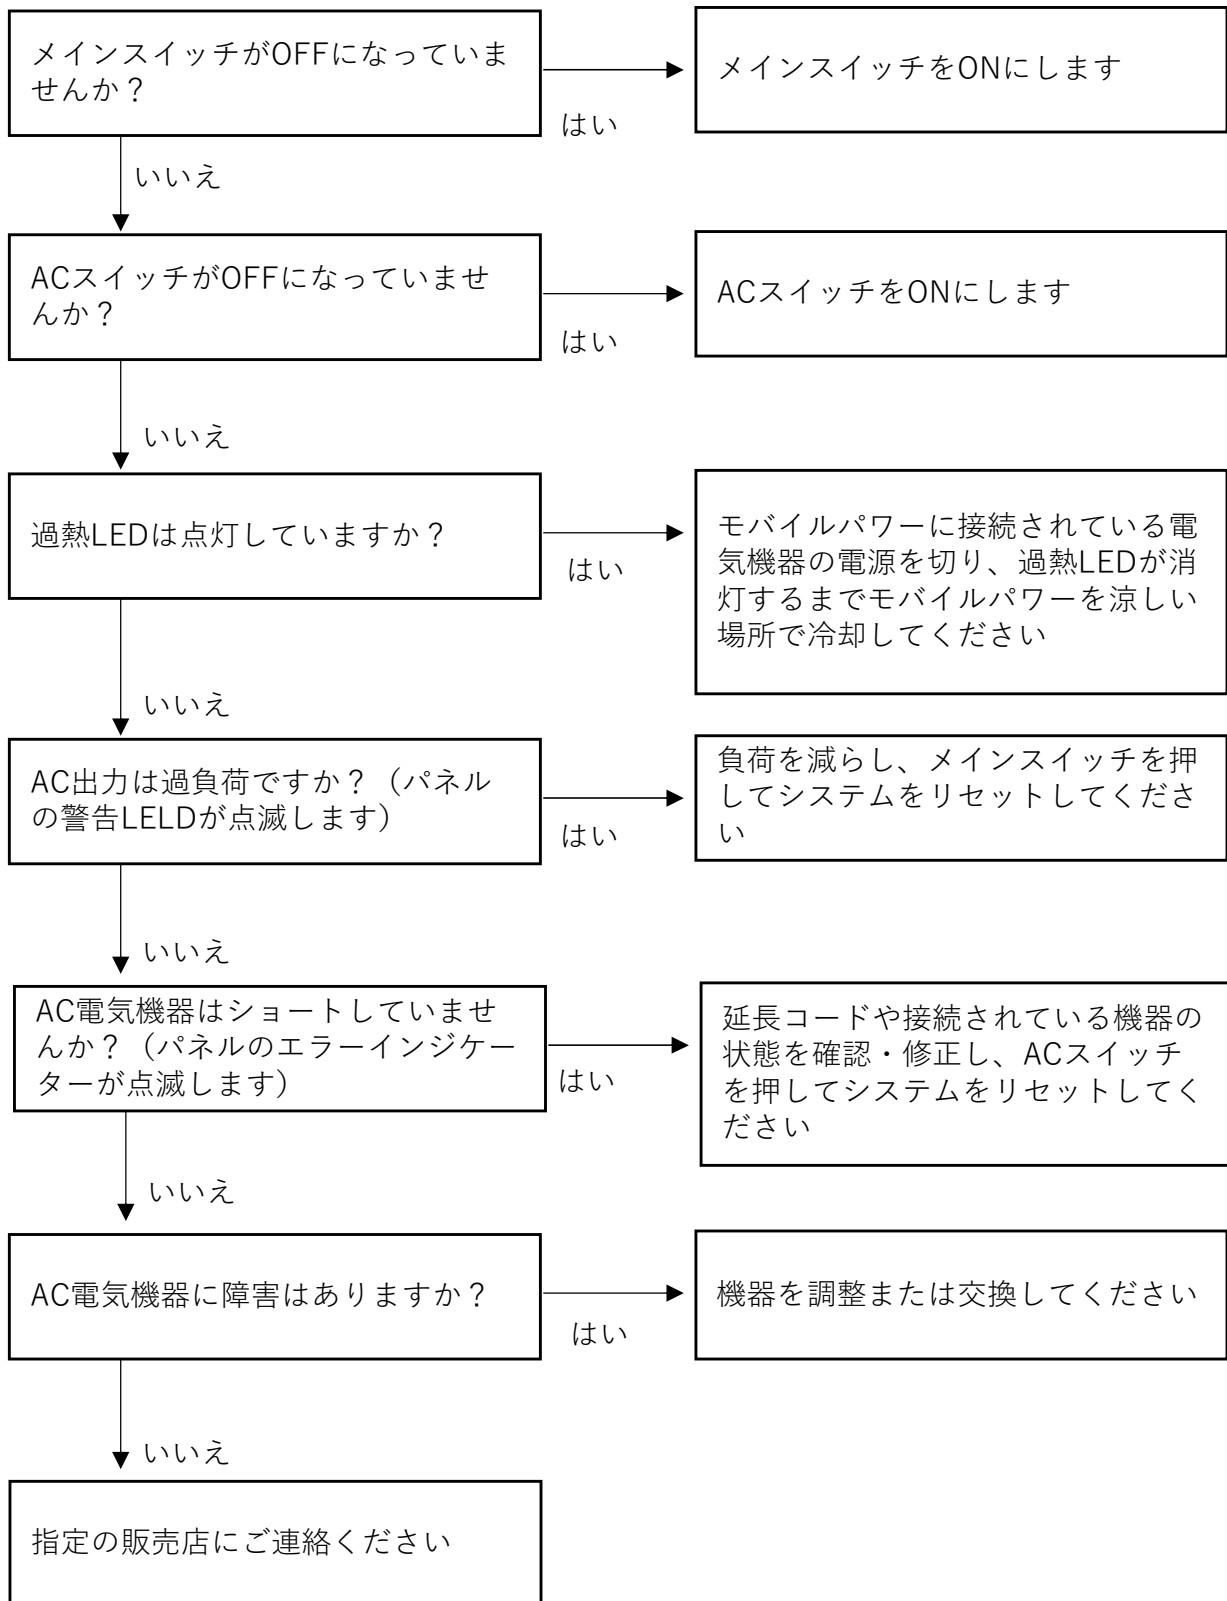 メインスイッチがOFFになっていま
せんか？
はい
メインスイッチをONにします
いいえ
ACスイッチがOFFになっていませ
んか？
はい
ACスイッチをONにします
いいえ
過熱LEDは点灯していますか？
はい
モバイルパワーに接続されている電
気機器の電源を切り、過熱LEDが消
灯するまでモバイルパワーを涼しい
場所で冷却してください
いいえ
AC出力は過負荷ですか？（パネル
の警告LELDが点滅します）
はい
負荷を減らし、メインスイッチを押
してシステムをリセットしてくださ
い
いいえ
AC電気機器はショートしていませ
んか？（パネルのエラーインジケー
ターが点滅します）
はい
延長コードや接続されている機器の
状態を確認・修正し、ACスイッチ
を押してシステムをリセットしてく
ださい
いいえ
AC電気機器に障害はありますか？
はい
機器を調整または交換してください
いいえ
指定の販売店にご連絡ください